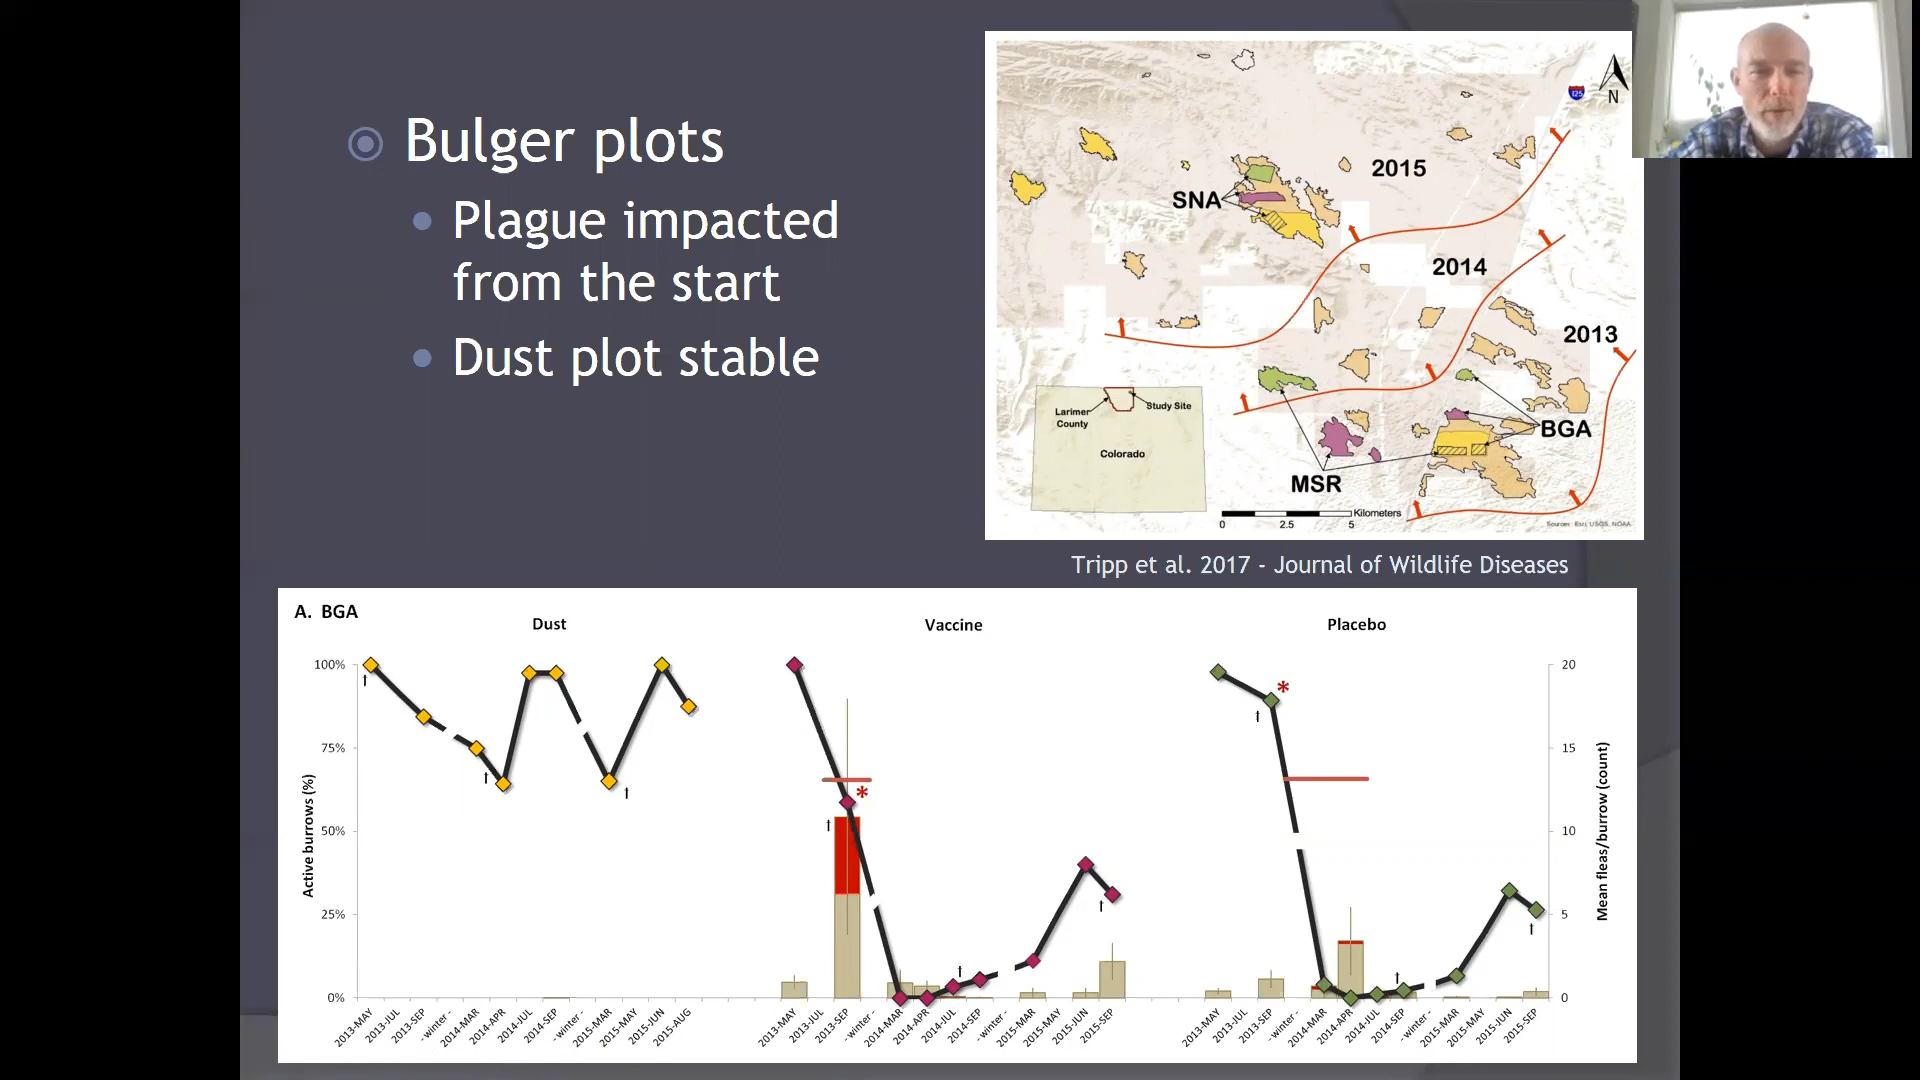 Bulger plots
Plague impacted
from the start
Dust plot stable
125
N
2015
SNA
2014
2013
Larimer
County
Study Site
Colorado
BGA
MSR
Kilometers
0 2.5 5
Sources: Esri, USGS, NOAA
Tripp et al. 2017 - Journal of Wildlife Diseases
A. BGA
Dust Vaccine Placebo
Active burrows (%)
100%
75%
50%
25%
0%
†
†
†
*
†
†
†
*
†
†
†
20
15
10
5
0
Mean fleas/burrow (count)
2013-MAY 2013-JUL 2013-SEP - winter - 2014-MAR 2014-APR 2014-JUL 2014-SEP - winter - 2015-MAR 2015-MAY 2015-JUN 2015-AUG
2013-MAY 2013-JUL 2013-SEP - winter - 2014-MAR 2014-APR 2014-JUL 2014-SEP - winter - 2015-MAR 2015-MAY 2015-JUN 2015-SEP
2013-MAY 2013-JUL 2013-SEP - winter - 2014-MAR 2014-APR 2014-JUL 2014-SEP - winter - 2015-MAR 2015-MAY 2015-JUN 2015-SEP